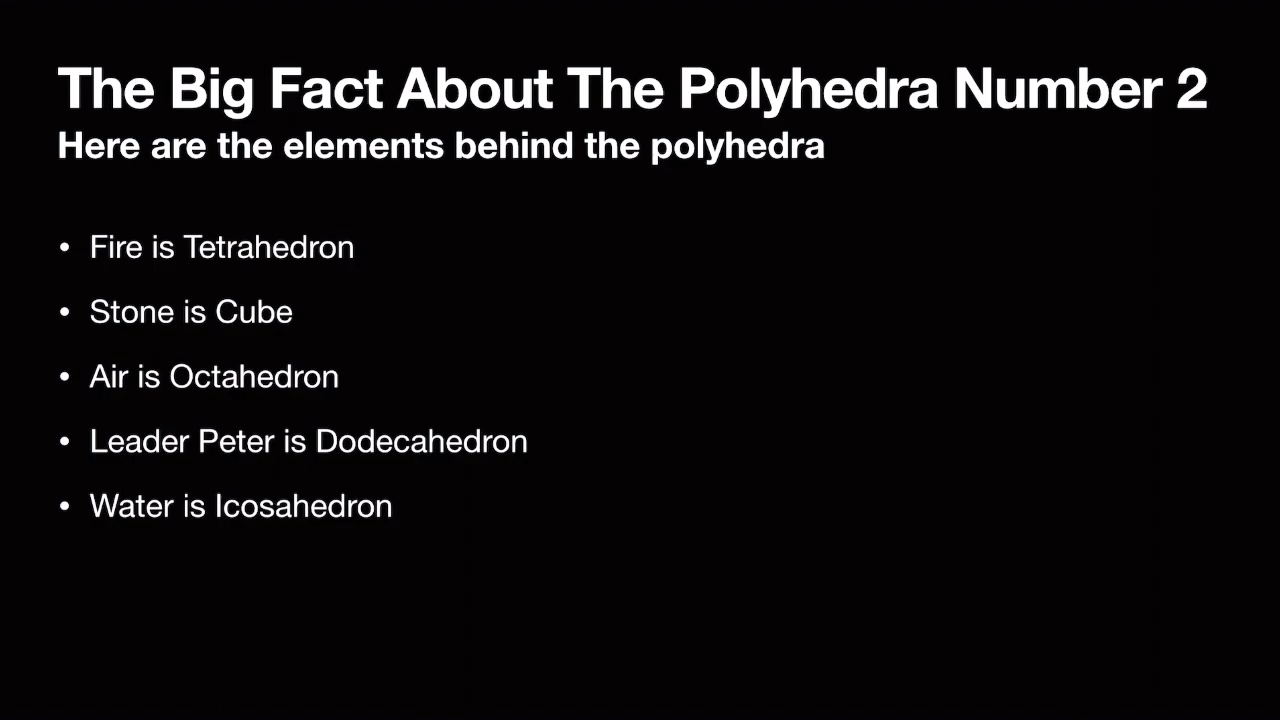 The Big Fact About The Polyhedra Number 2
Here are the elements behind the polyhedra
• Fire is Tetrahedron
• Stone is Cube
• Air is Octahedron
• Leader Peter is Dodecahedron
• Water is Icosahedron